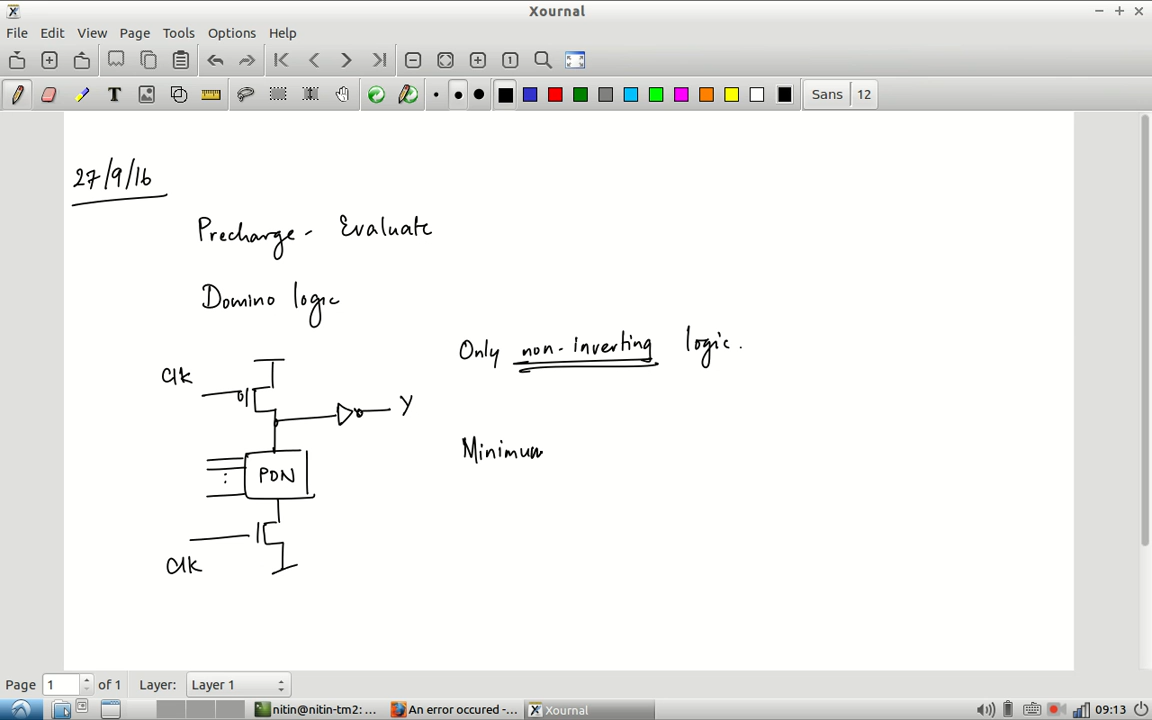 Xournal
File Edit View Page Tools Options Help
Sans 12
27/9/16
Precharge - Evaluate
Domino logic
Only non-inverting logic.
Clk
Y
Minimum
PDN
Clk
Page 1 of 1 Layer: Layer 1
nitin@nitin-tm2: ... An error occured -... Xournal 09:13